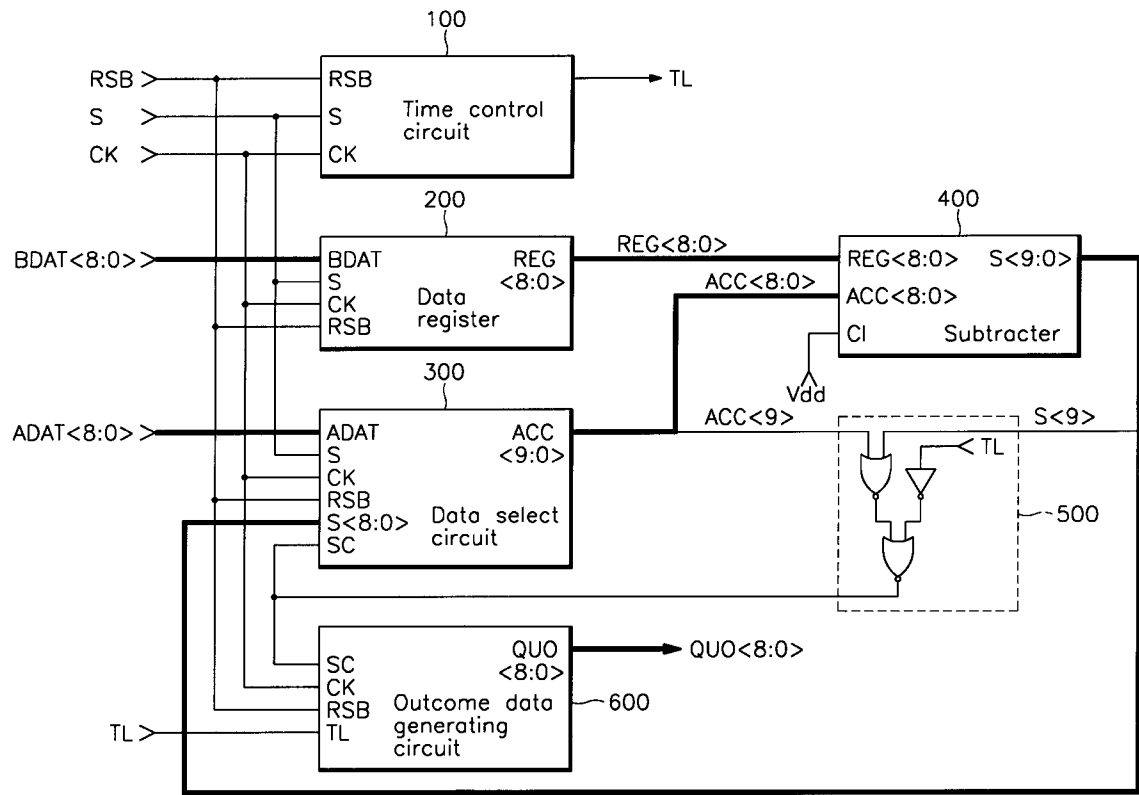 100
RSB
S
CK
RSB
S
CK
Time control
circuit
TL
200
BDAT<8:0>
BDAT
S
CK
RSB
REG
<8:0>
Data
register
REG<8:0>
ACC<8:0>
400
REG<8:0>
ACC<8:0>
CI
S<9:0>
Subtracter
Vdd
300
ADAT<8:0>
ADAT
S
CK
RSB
S<8:0>
SC
ACC
<9:0>
Data select
circuit
ACC<9>
S<9>
TL
500
SC
CK
RSB
TL
QUO
<8:0>
Outcome data
generating
circuit
QUO<8:0>
600
TL